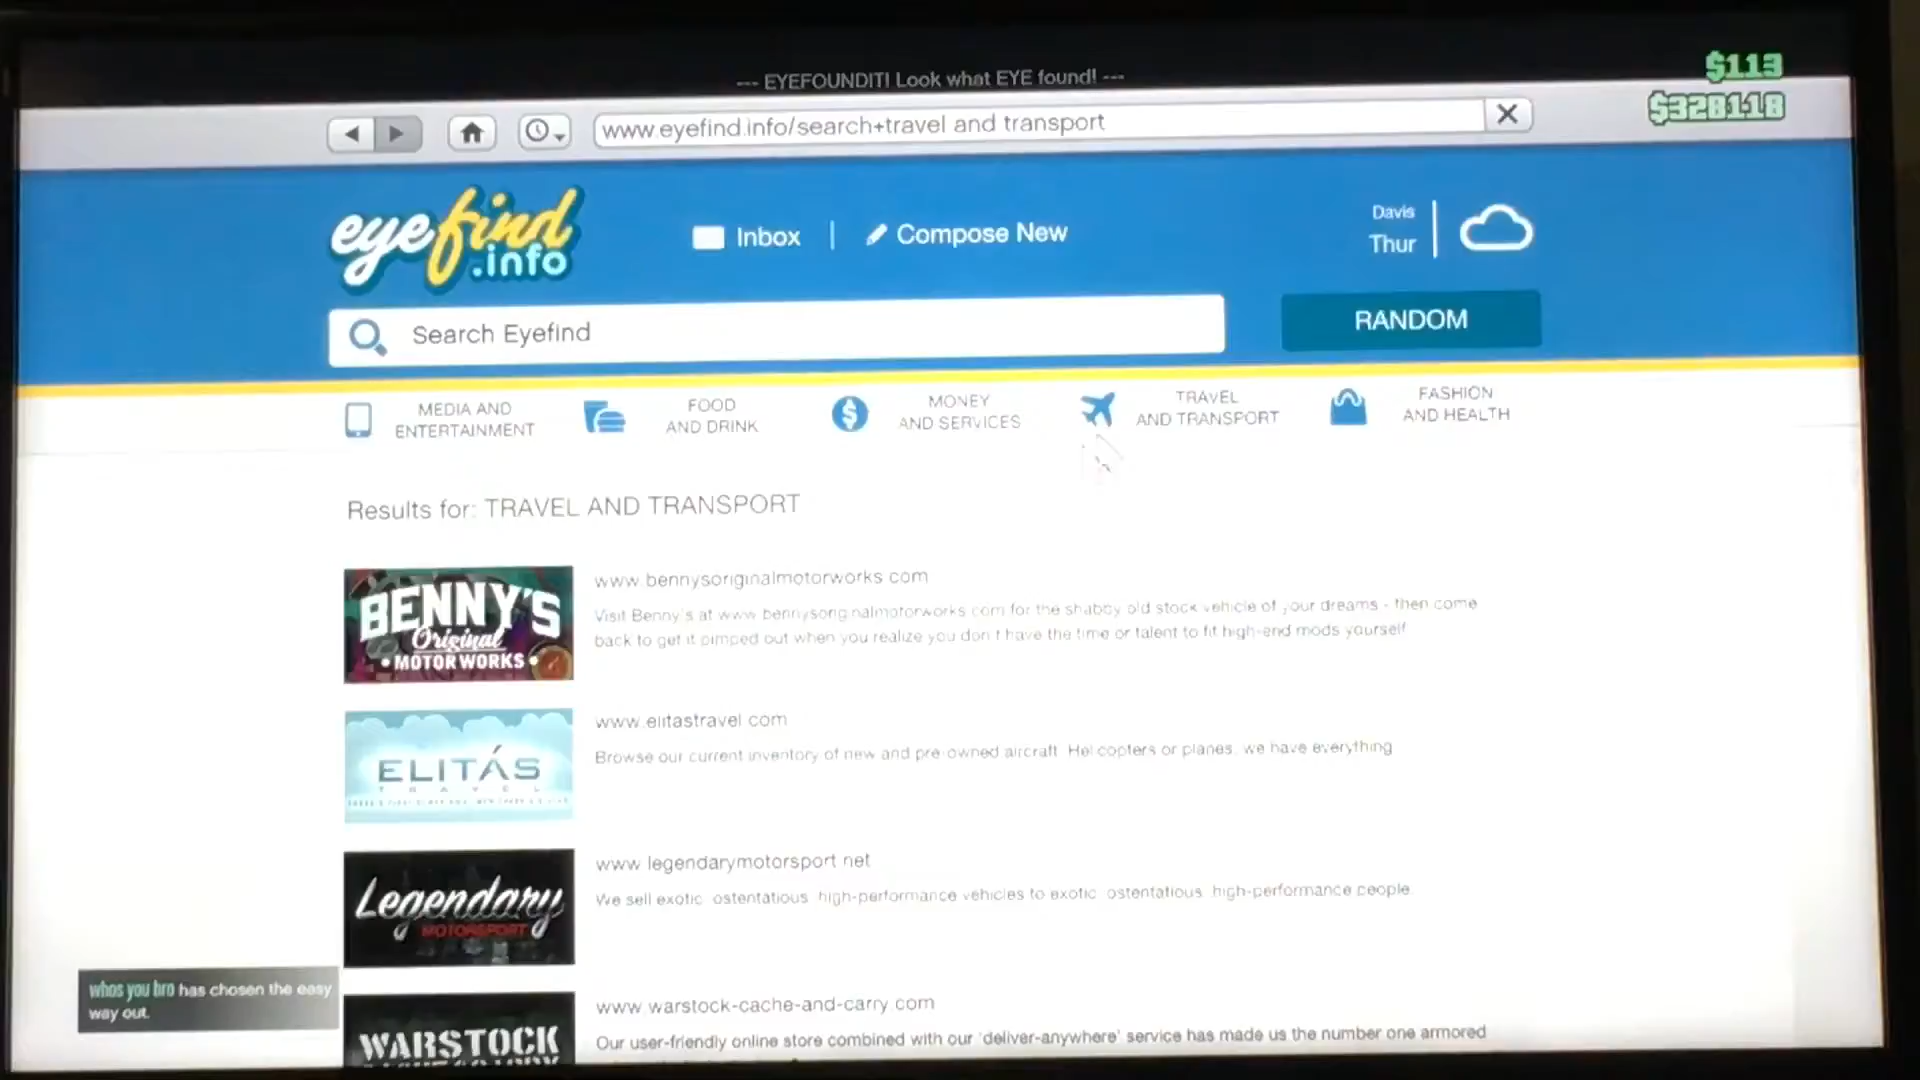 --- EYEFOUNDIT! Look what EYE found! ---
$113
$328118
www.eyefind.info/search+travel and transport
eyefind
.info
Inbox
Compose New
Davis
Thur
Search Eyefind
RANDOM
MEDIA AND
ENTERTAINMENT
FOOD
AND DRINK
MONEY
AND SERVICES
TRAVEL
AND TRANSPORT
FASHION
AND HEALTH
Results for: TRAVEL AND TRANSPORT
BENNY'S
Original
• MOTOR WORKS •
www.bennysoriginalmotorworks.com
Visit Benny's at www.bennysoriginalmotorworks.com for the shabby old stock vehicle of your dreams - then come
back to get it pimped out when you realize you don't have the time or talent to fit high-end mods yourself
ELITÁS
TRAVEL
www.elitastravel.com
Browse our current inventory of new and pre-owned aircraft. Helicopters or planes, we have everything
Legendary
MOTORSPORT
www.legendarymotorsport.net
We sell exotic, ostentatious, high-performance vehicles to exotic, ostentatious, high-performance people.
WARSTOCK
www.warstock-cache-and-carry.com
Our user-friendly online store combined with our 'deliver-anywhere' service has made us the number one armored
whos you bro has chosen the easy
way out.